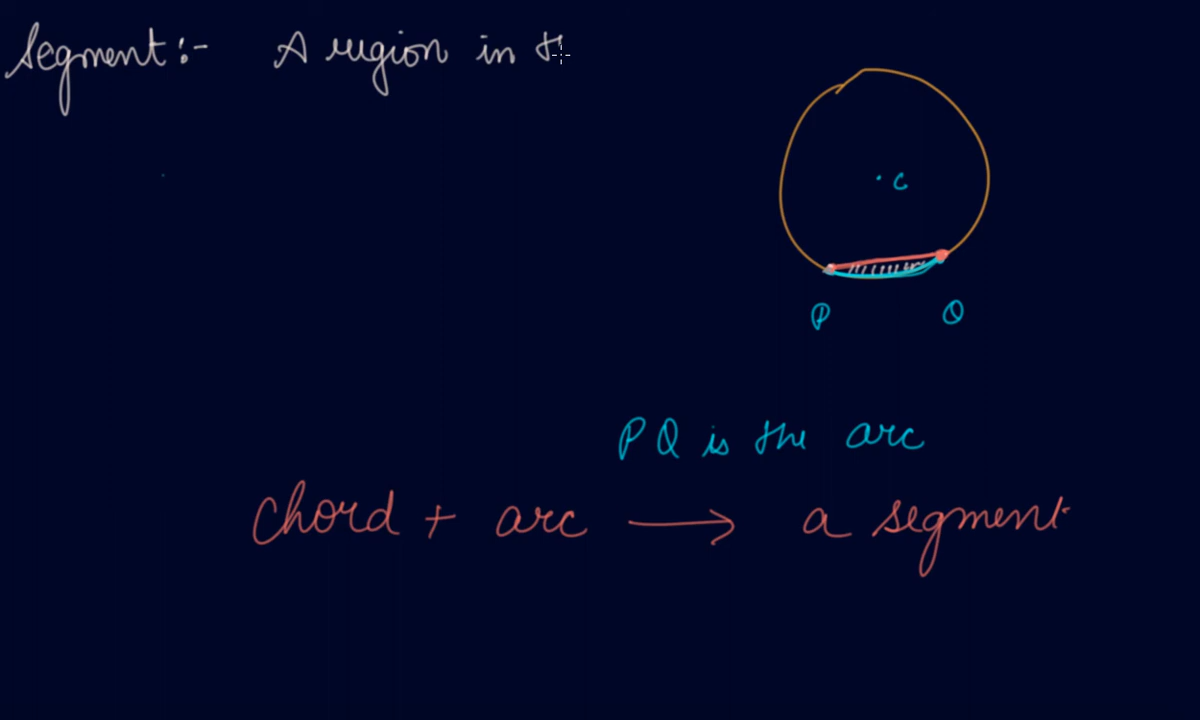 Segment :- A region in
C
P Q
PQ is the arc
Chord + arc → a segment